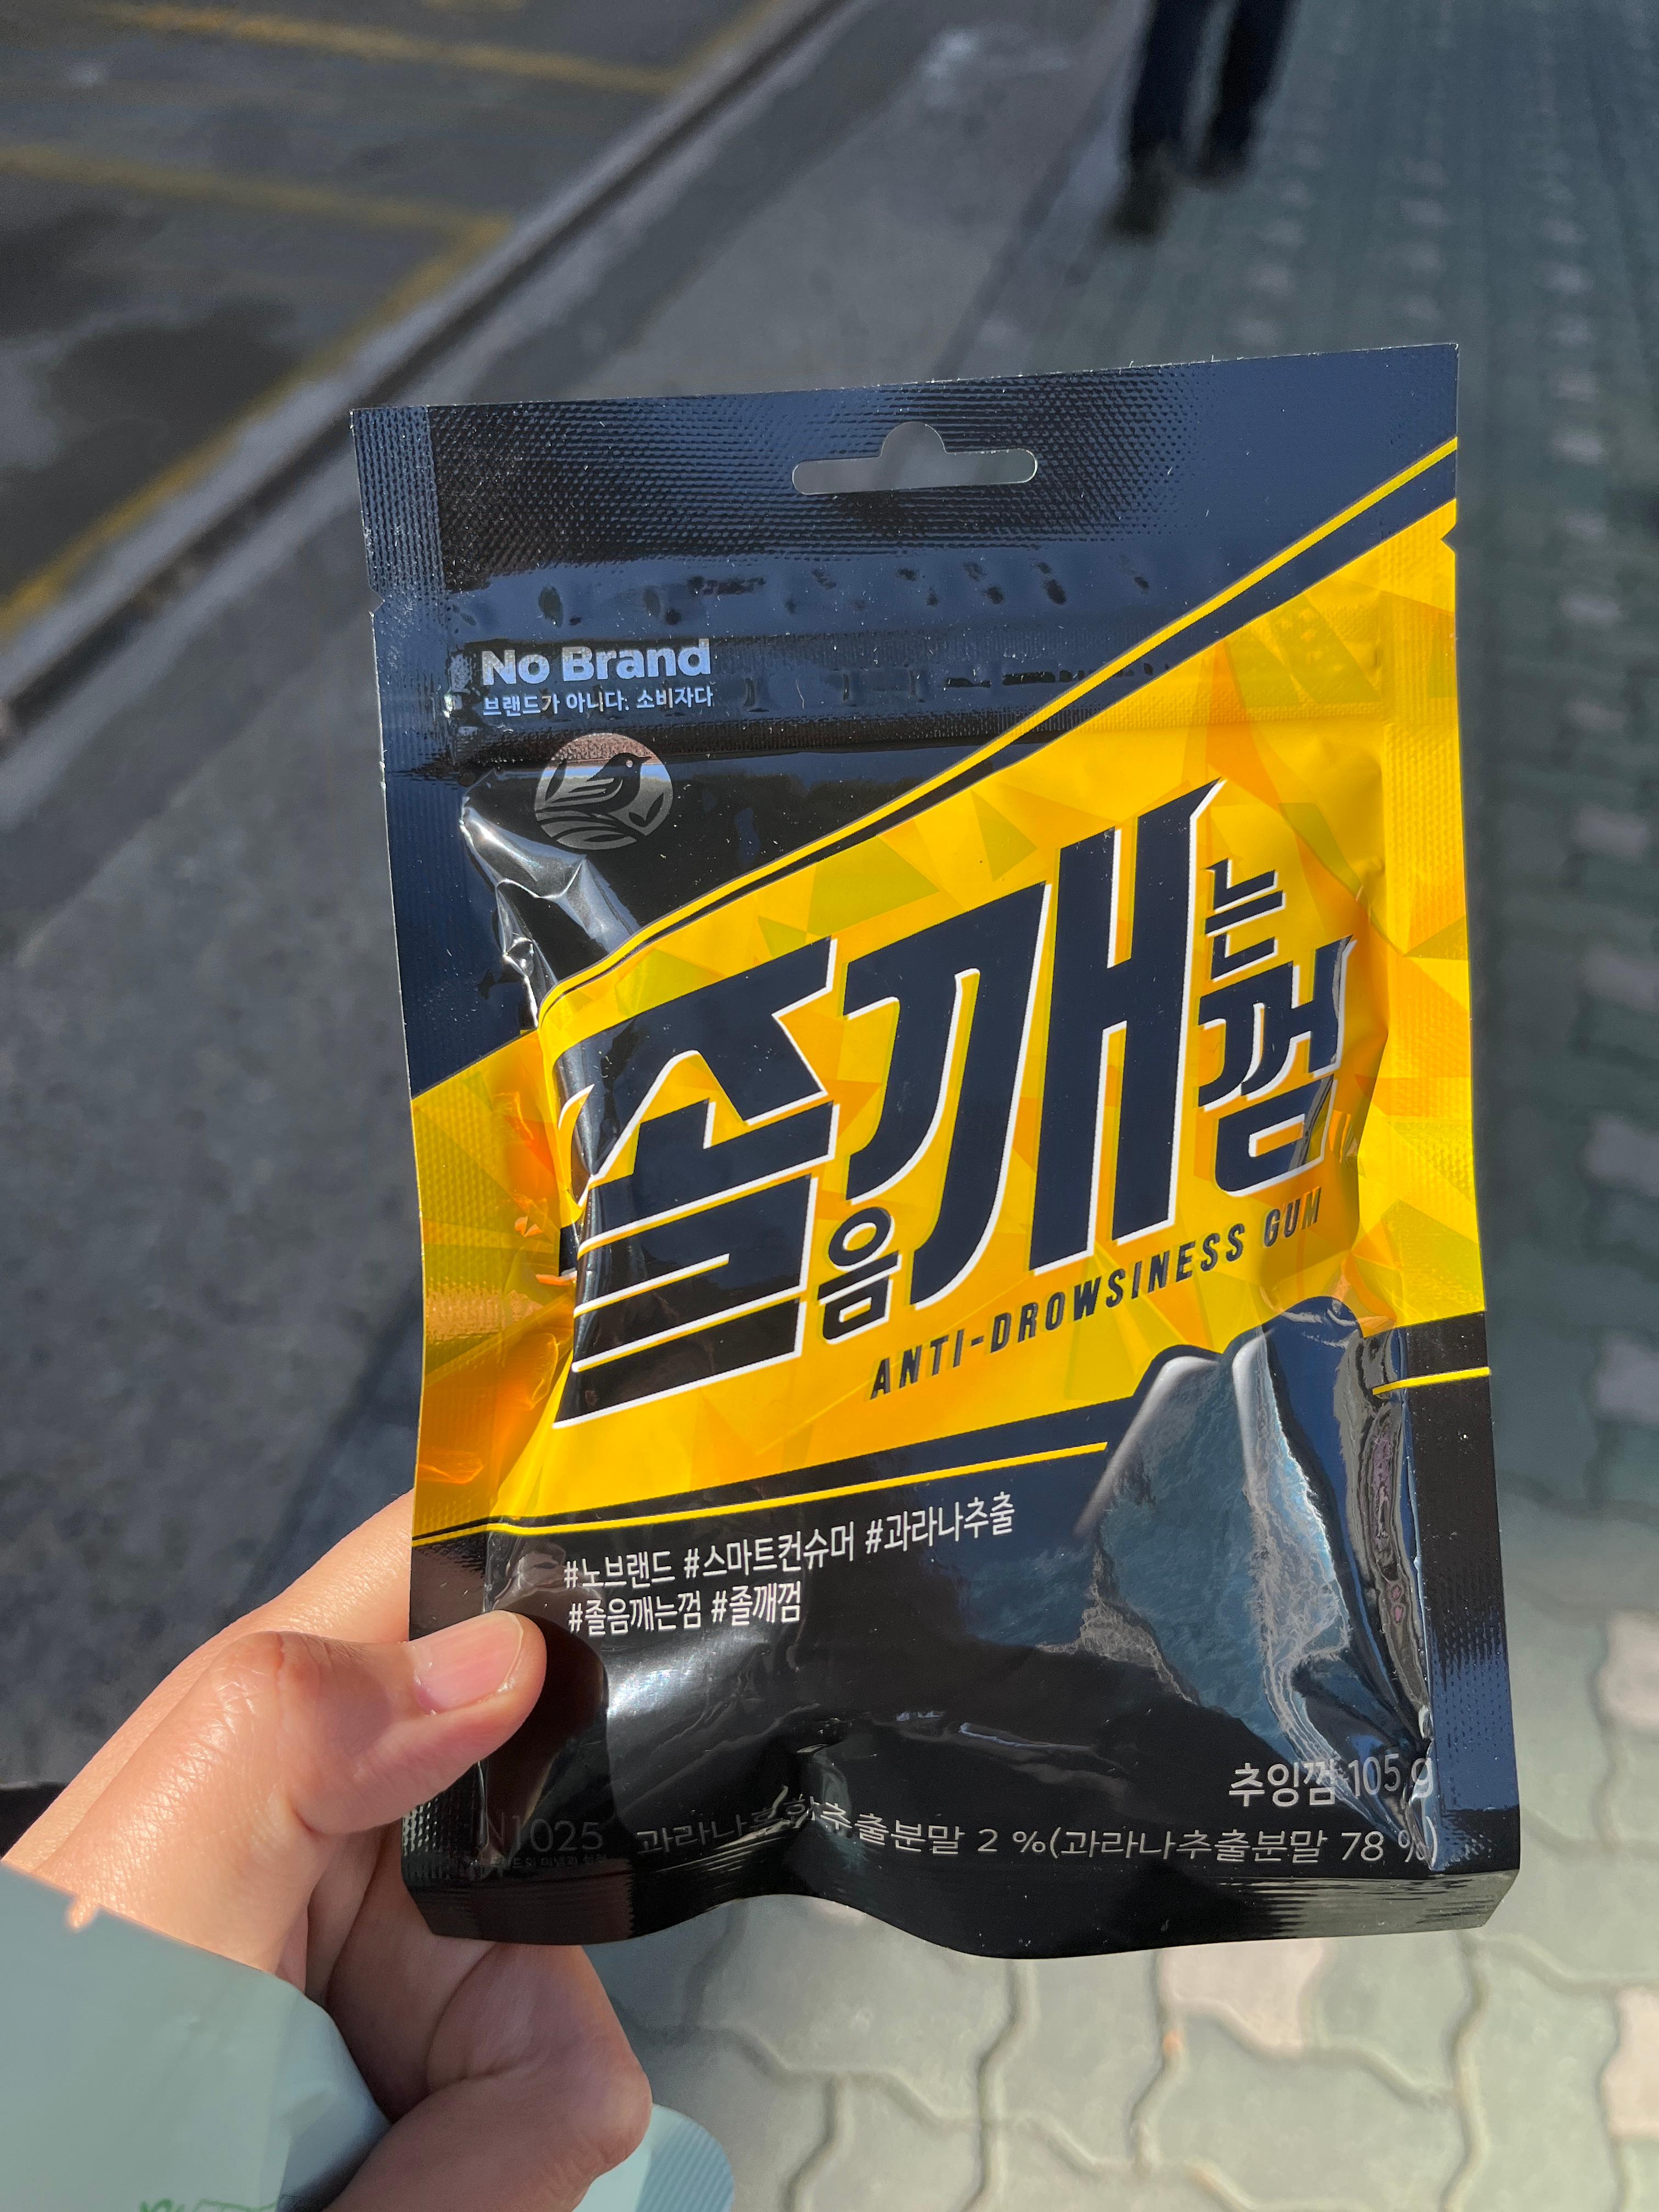 No Brand
브랜드가 아니다. 소비자다
졸음깨는껌
ANTI-DROWSINESS GUM
#노브랜드 #스마트컨슈머 #과라나추출
#졸음깨는껌 #졸깨껌
추잉껌 105 g
N1025
과라나혼합추출분말 2 %(과라나추출분말 78 %)